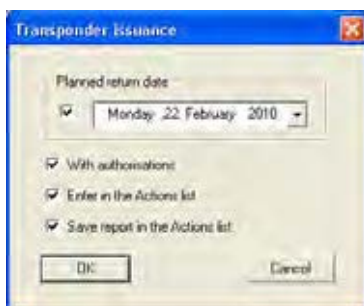 Transponder Issuance
Planned return date
Monday 22 February 2010
With authorisations
Enter in the Actions list
Save report in the Actions list
OK
Cancel